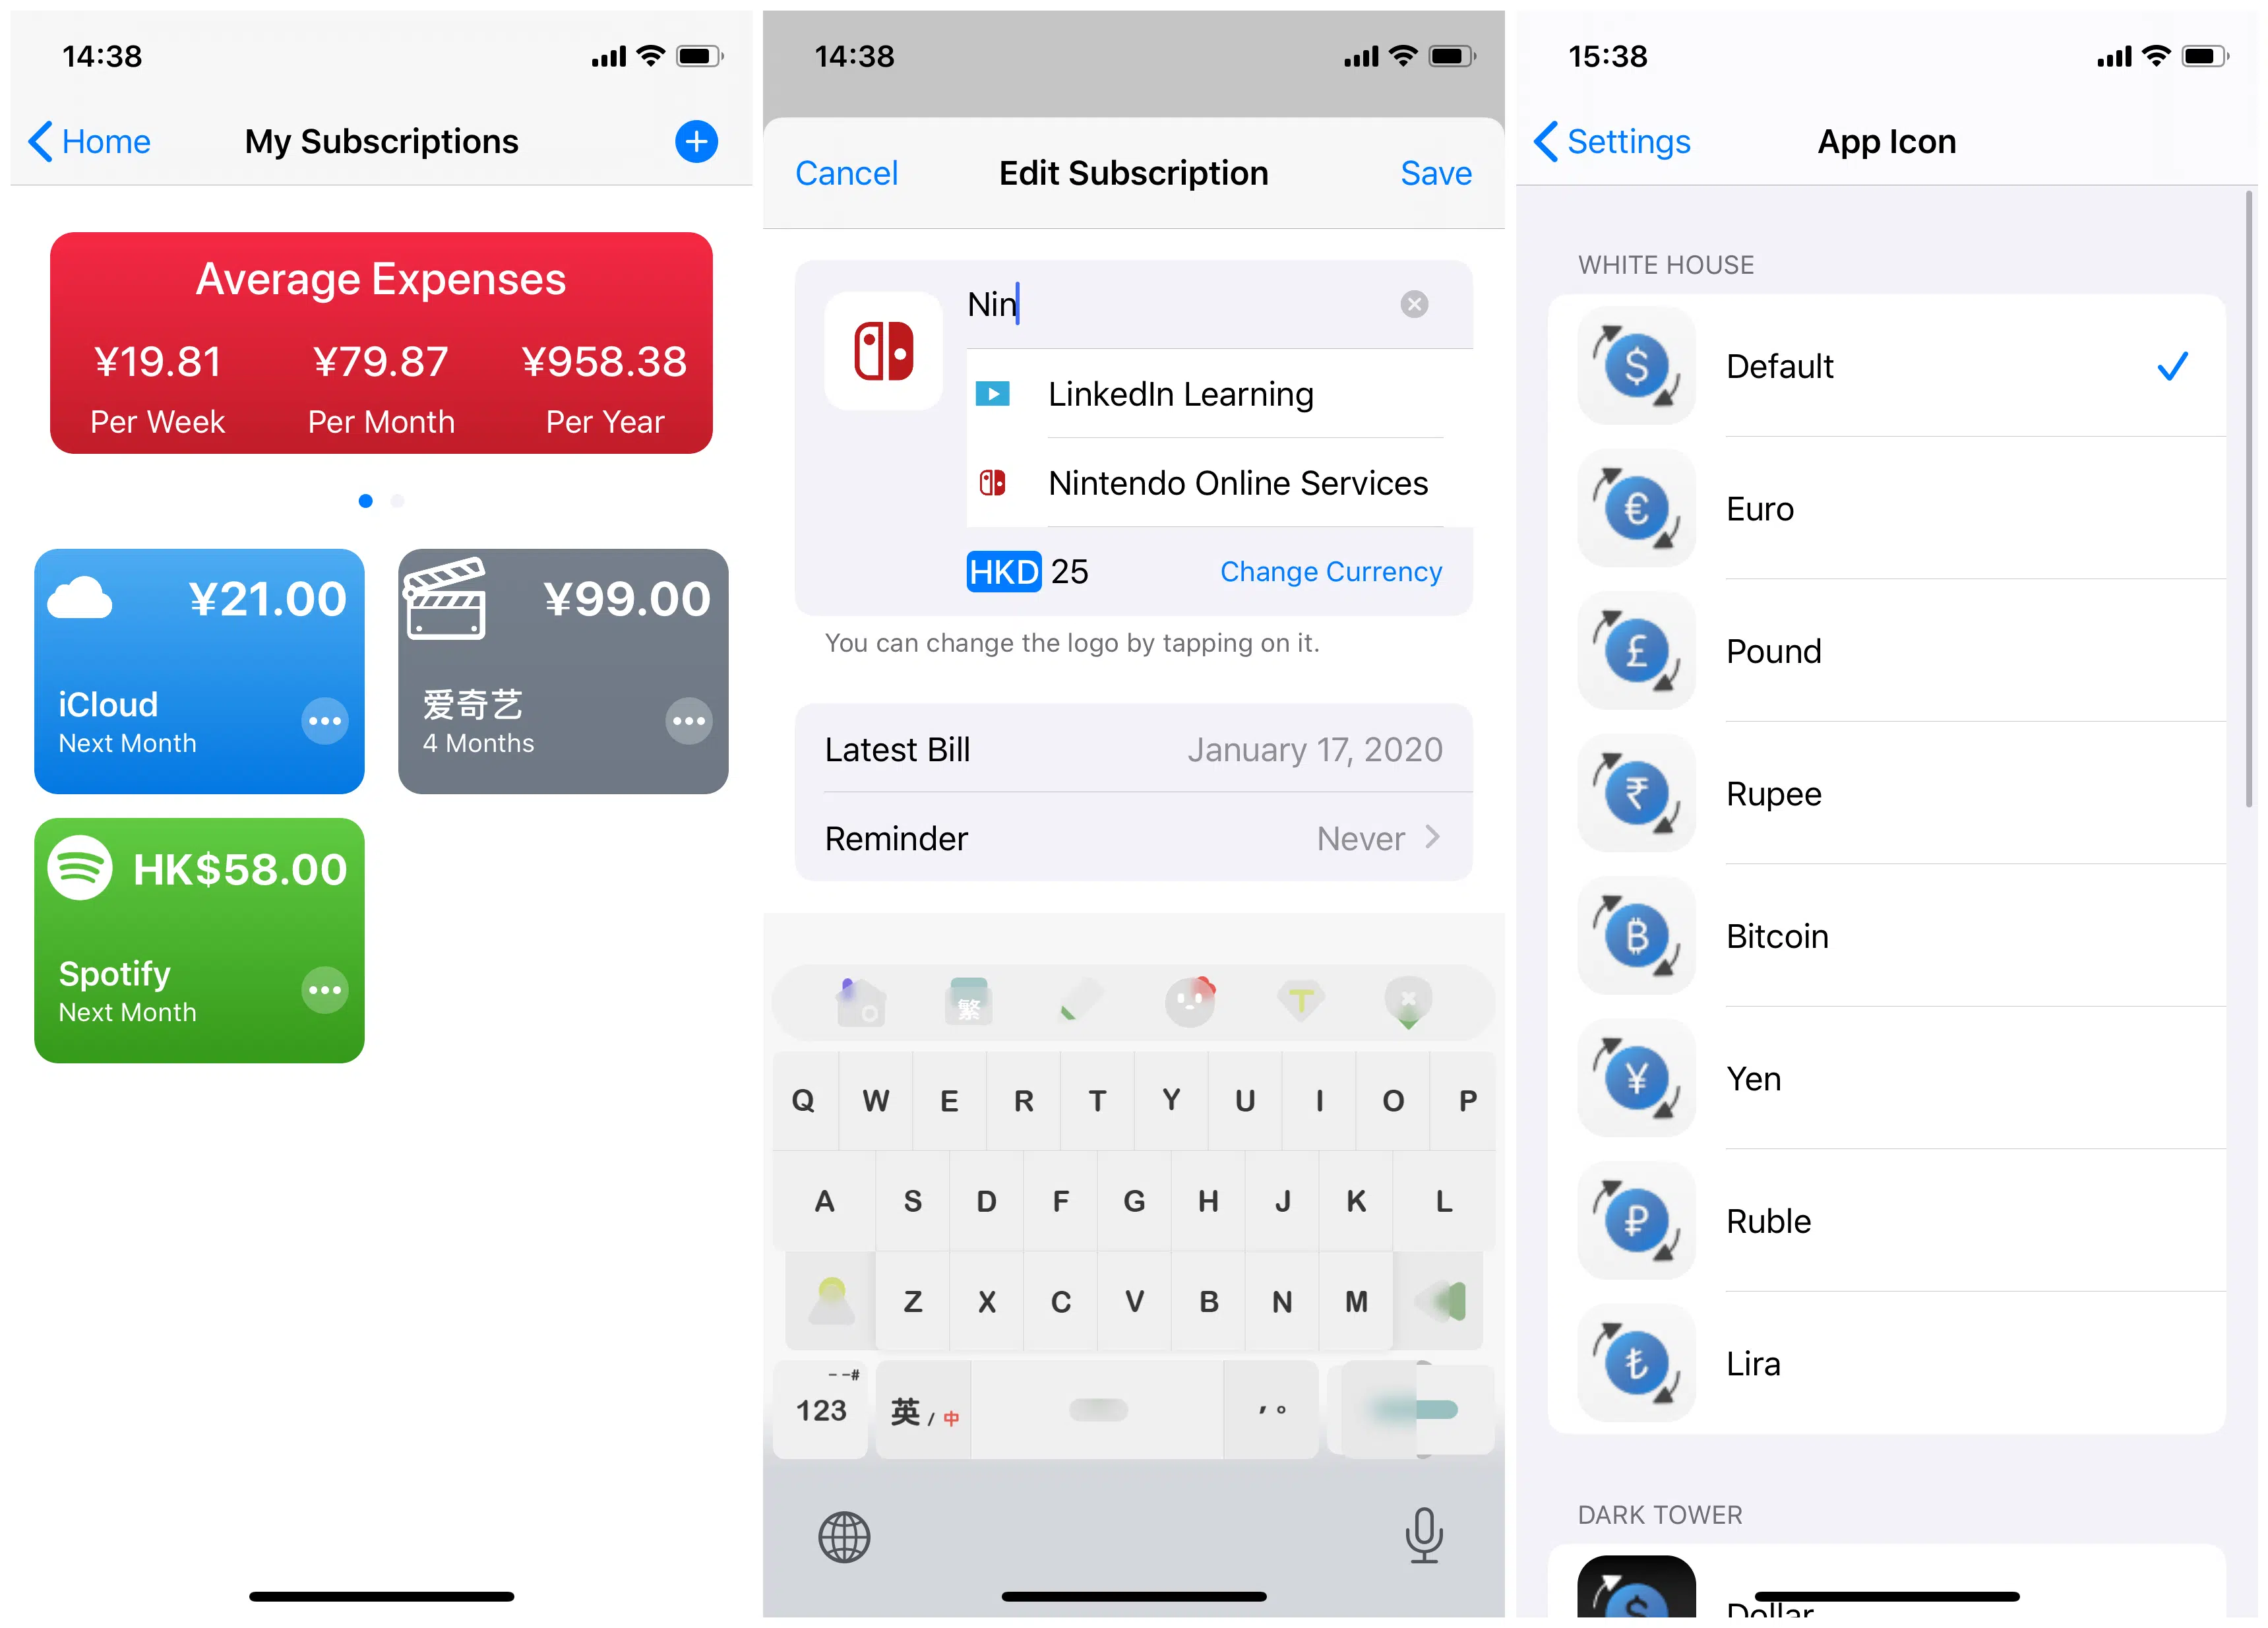 14:38
Home
My Subscriptions
Average Expenses
¥19.81 ¥79.87 ¥958.38
Per Week Per Month Per Year
¥21.00
iCloud
Next Month
¥99.00
爱奇艺
4 Months
HK$58.00
Spotify
Next Month
14:38
Cancel Edit Subscription Save
Nin
LinkedIn Learning
Nintendo Online Services
HKD 25 Change Currency
You can change the logo by tapping on it.
Latest Bill January 17, 2020
Reminder Never
繁 T
Q W E R T Y U I O P
A S D F G H J K L
Z X C V B N M
123 英/中 ，。
15:38
Settings App Icon
WHITE HOUSE
$ Default
€ Euro
£ Pound
₹ Rupee
₿ Bitcoin
¥ Yen
₽ Ruble
₺ Lira
DARK TOWER
$ Dollar